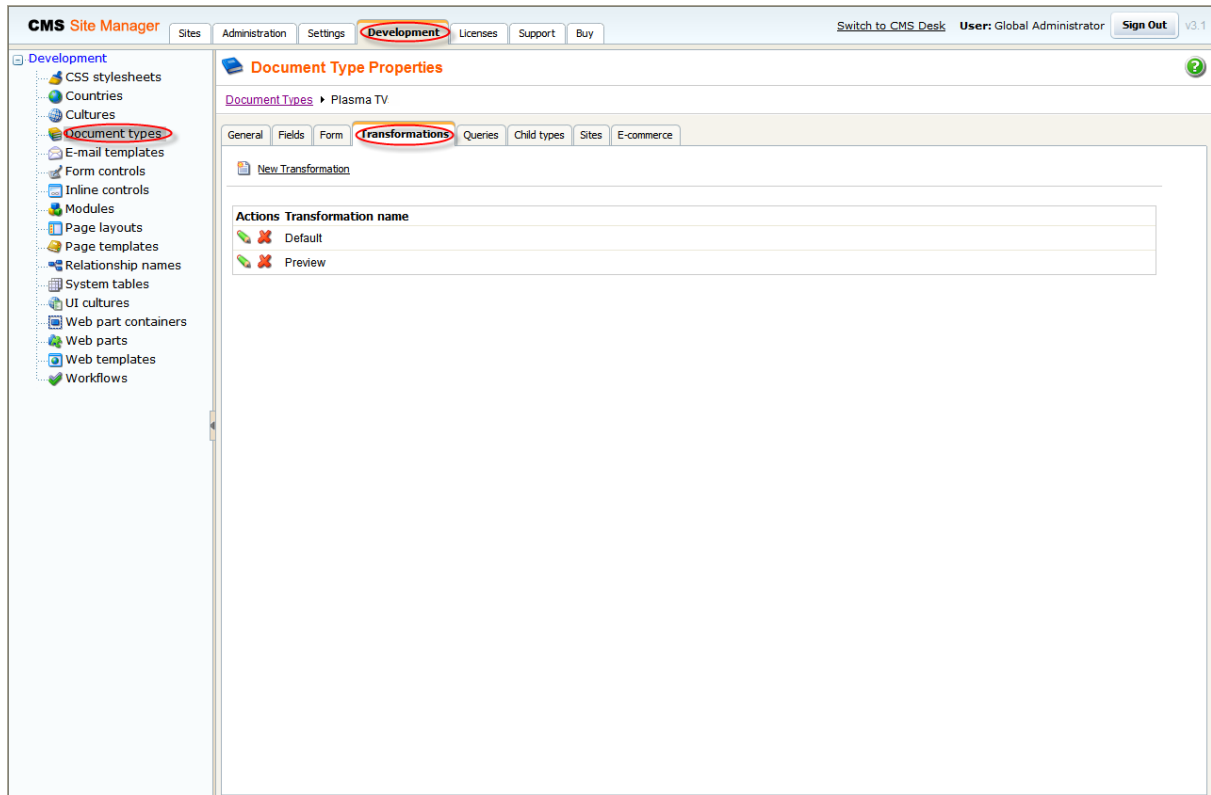 CMS Site Manager
Sites Administration Settings Development Licenses Support Buy
Switch to CMS Desk User: Global Administrator Sign Out v3.1
Development
CSS stylesheets
Countries
Cultures
Document types
E-mail templates
Form controls
Inline controls
Modules
Page layouts
Page templates
Relationship names
System tables
UI cultures
Web part containers
Web parts
Web templates
Workflows
Document Type Properties
Document Types Plasma TV
General Fields Form Transformations Queries Child types Sites E-commerce
New Transformation
Actions Transformation name
Default
Preview